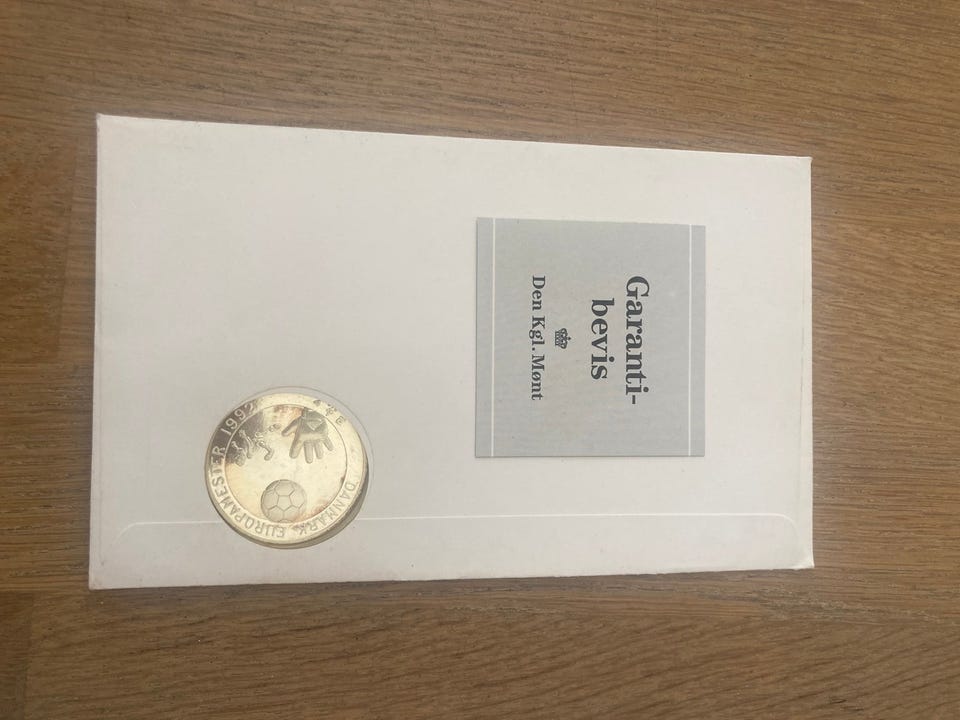 Garanti-
bevis
Den Kgl. Mønt
DANMARK EUROPAMESTER 1992